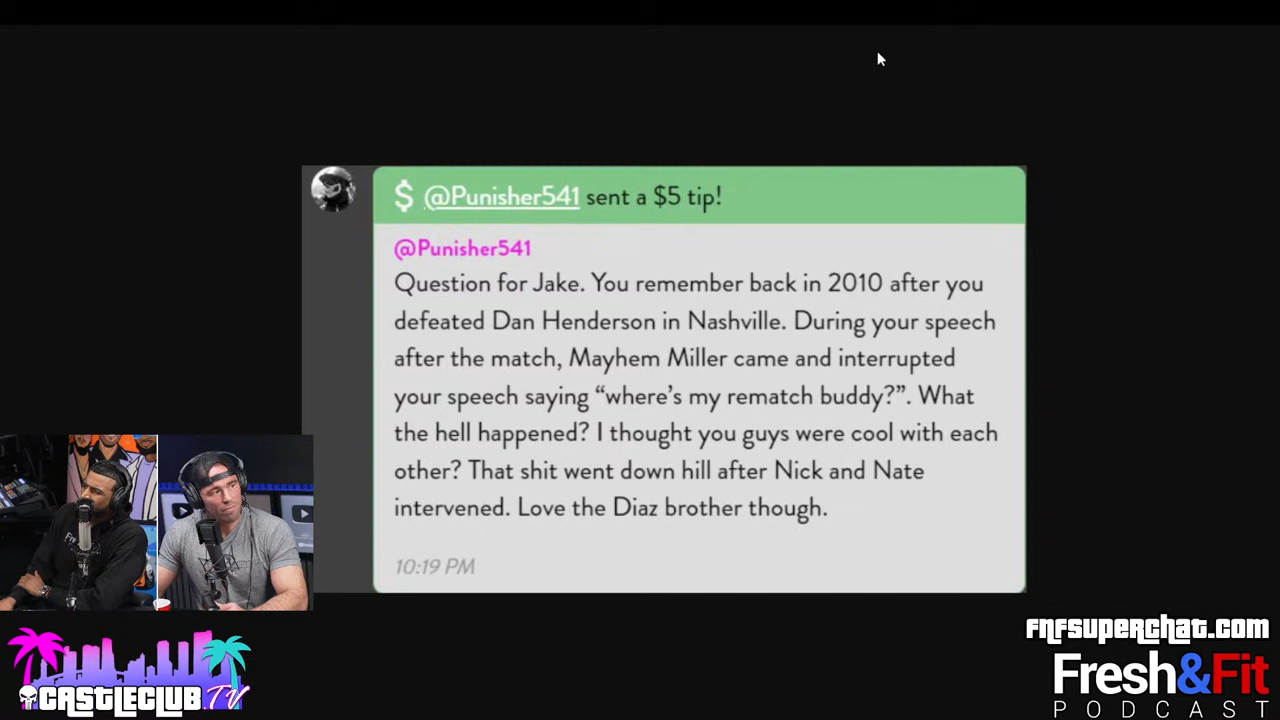 $ @Punisher541 sent a $5 tip!
@Punisher541
Question for Jake. You remember back in 2010 after you
defeated Dan Henderson in Nashville. During your speech
after the match, Mayhem Miller came and interrupted
your speech saying “where’s my rematch buddy?”. What
the hell happened? I thought you guys were cool with each
other? That shit went down hill after Nick and Nate
intervened. Love the Diaz brother though.
10:19 PM
CASTLECLUB.TV
FNFSUPERCHAT.COM
Fresh&Fit
PODCAST